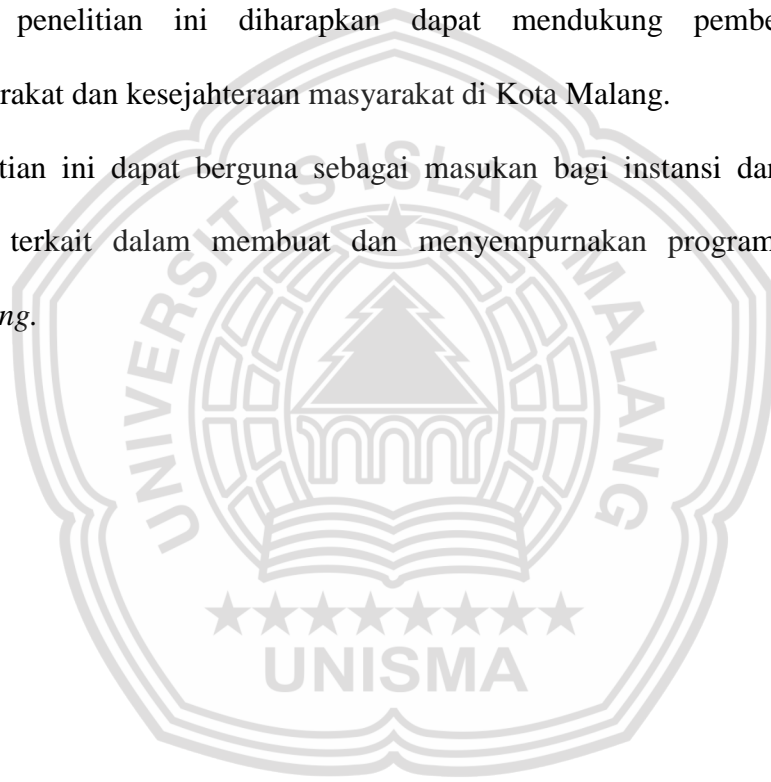 penelitian ini diharapkan dapat mendukung pembe
rakat dan kesejahteraan masyarakat di Kota Malang.
tian ini dapat berguna sebagai masukan bagi instansi dan
terkait dalam membuat dan menyempurnakan program
ng.
UNIVERSITAS ISLAM MALANG
UNISMA